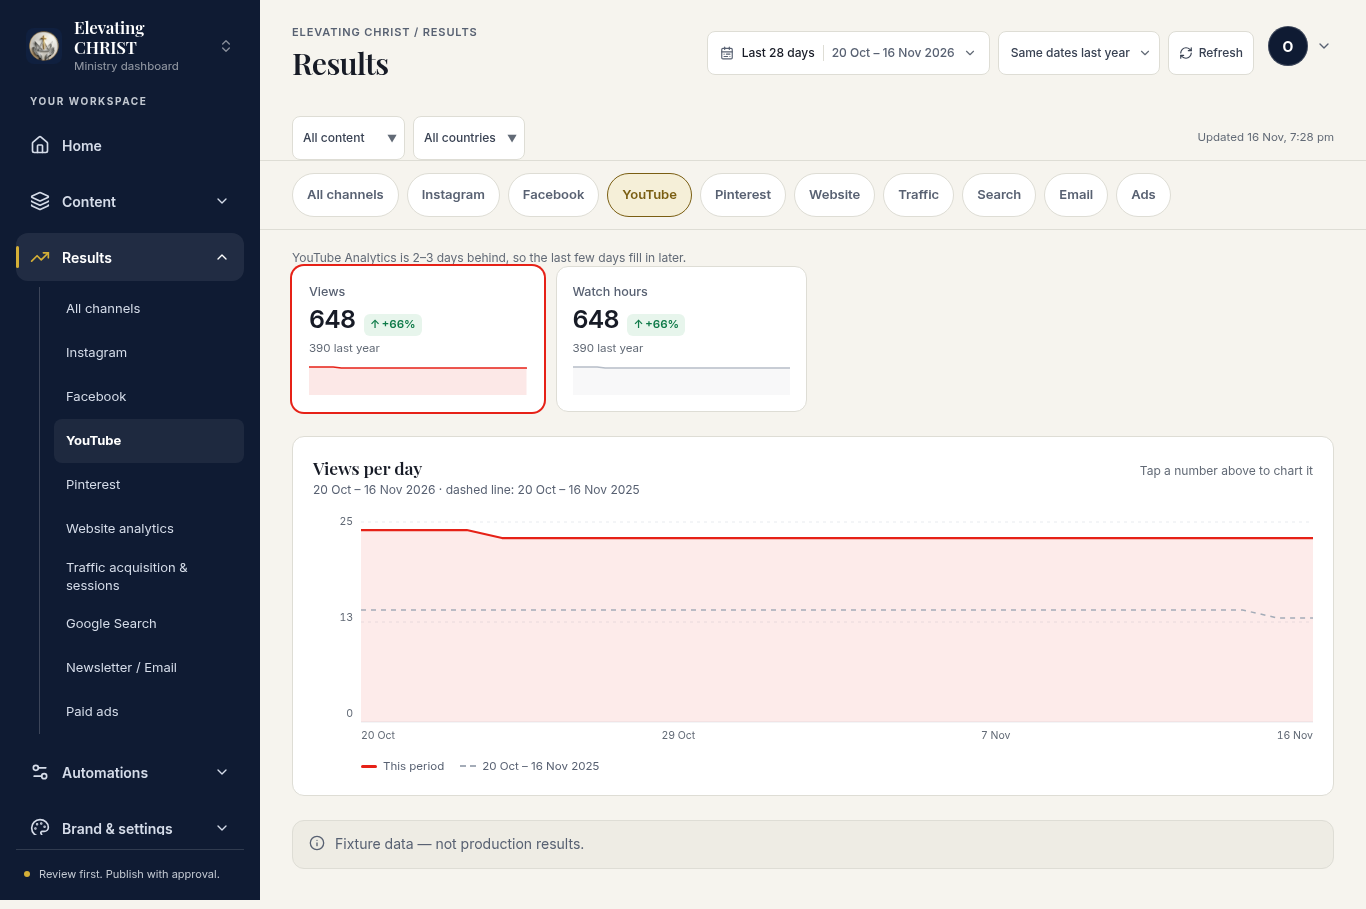 Elevating
CHRIST
Ministry dashboard
YOUR WORKSPACE
Home
Content
Results
All channels
Instagram
Facebook
YouTube
Pinterest
Website analytics
Traffic acquisition &
sessions
Google Search
Newsletter / Email
Paid ads
Automations
Brand & settings
Review first. Publish with approval.
ELEVATING CHRIST / RESULTS
Results
Last 28 days 20 Oct – 16 Nov 2026
Same dates last year
Refresh
O
All content
All countries
Updated 16 Nov, 7:28 pm
All channels
Instagram
Facebook
YouTube
Pinterest
Website
Traffic
Search
Email
Ads
YouTube Analytics is 2–3 days behind, so the last few days fill in later.
Views
648 ↑ +66%
390 last year
Watch hours
648 ↑ +66%
390 last year
Views per day
20 Oct – 16 Nov 2026 · dashed line: 20 Oct – 16 Nov 2025
Tap a number above to chart it
25
13
0
20 Oct
29 Oct
7 Nov
16 Nov
This period
20 Oct – 16 Nov 2025
Fixture data — not production results.